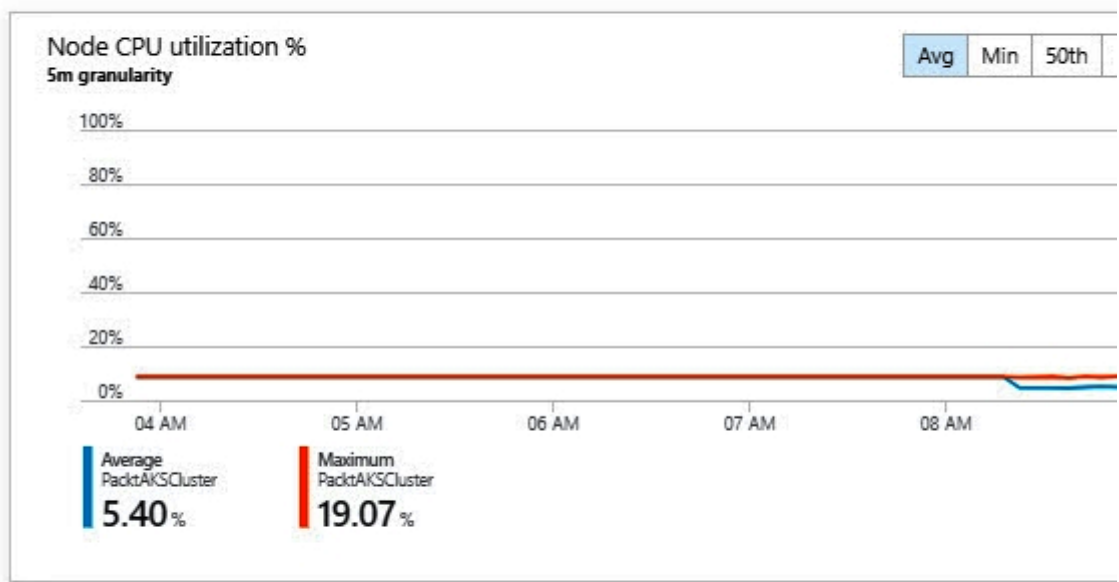 Node CPU utilization %
5m granularity
Avg Min 50th
100%
80%
60%
40%
20%
0%
04 AM 05 AM 06 AM 07 AM 08 AM
Average Maximum
PacktAKSCluster PacktAKSCluster
5.40 % 19.07 %